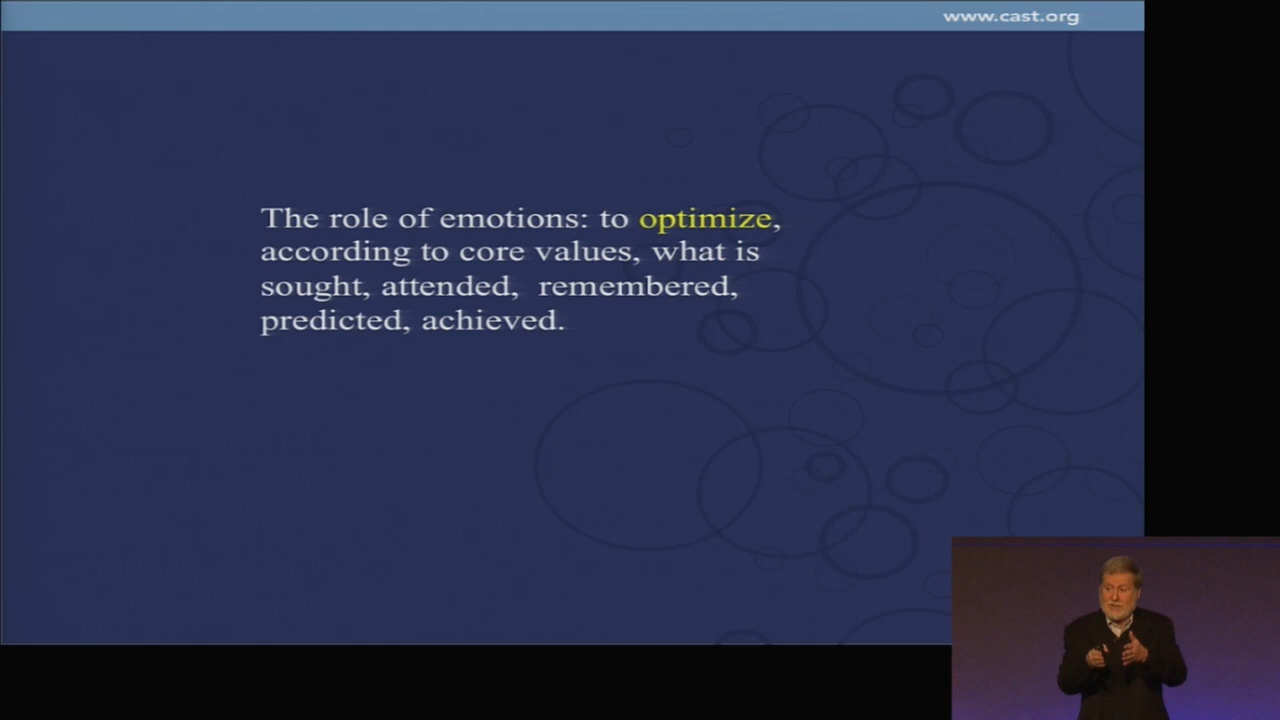 www.cast.org
The role of emotions: to optimize,
according to core values, what is
sought, attended,  remembered,
predicted, achieved.